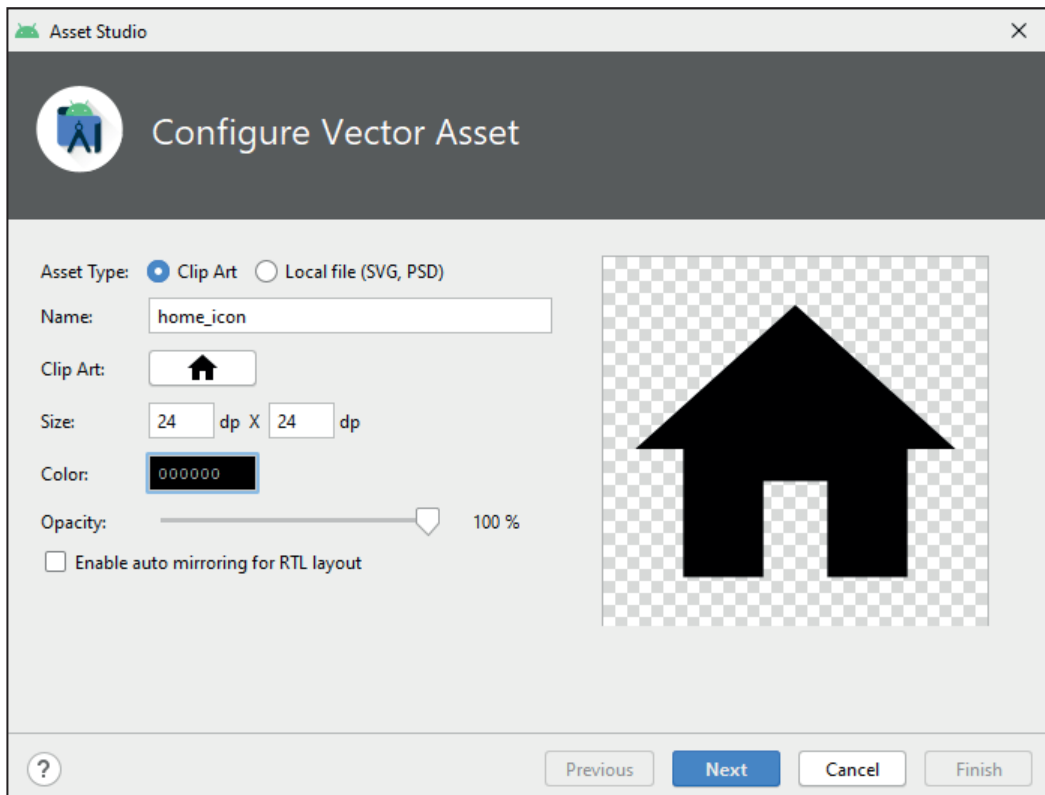 Asset Studio
Configure Vector Asset
Asset Type: Clip Art Local file (SVG, PSD)
Name: home_icon
Clip Art:
Size: 24 dp X 24 dp
Color: 000000
Opacity: 100 %
Enable auto mirroring for RTL layout
? Previous Next Cancel Finish